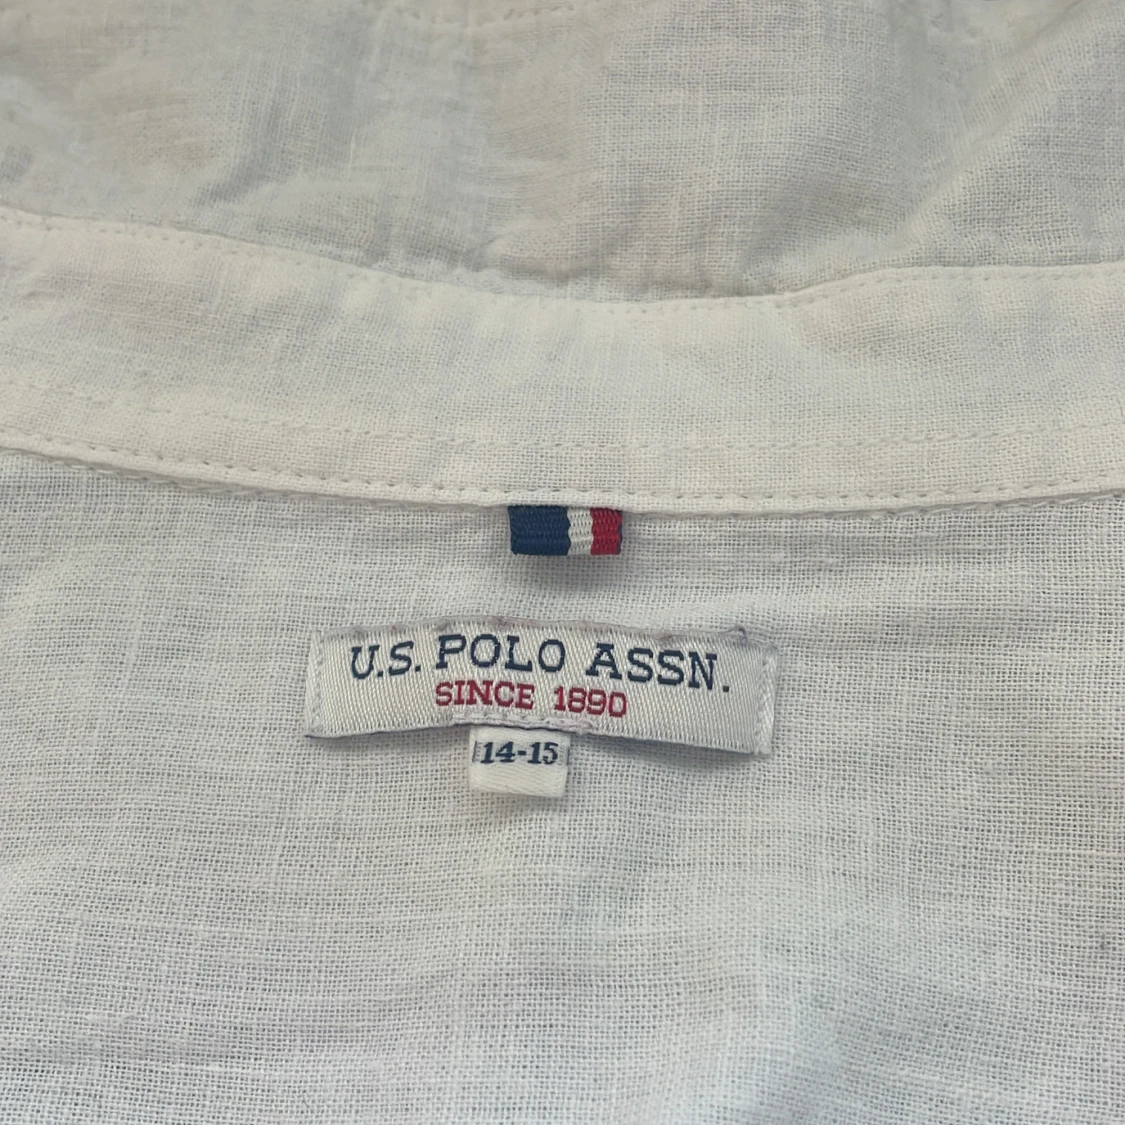 U.S. POLO ASSN.
SINCE 1890
14-15